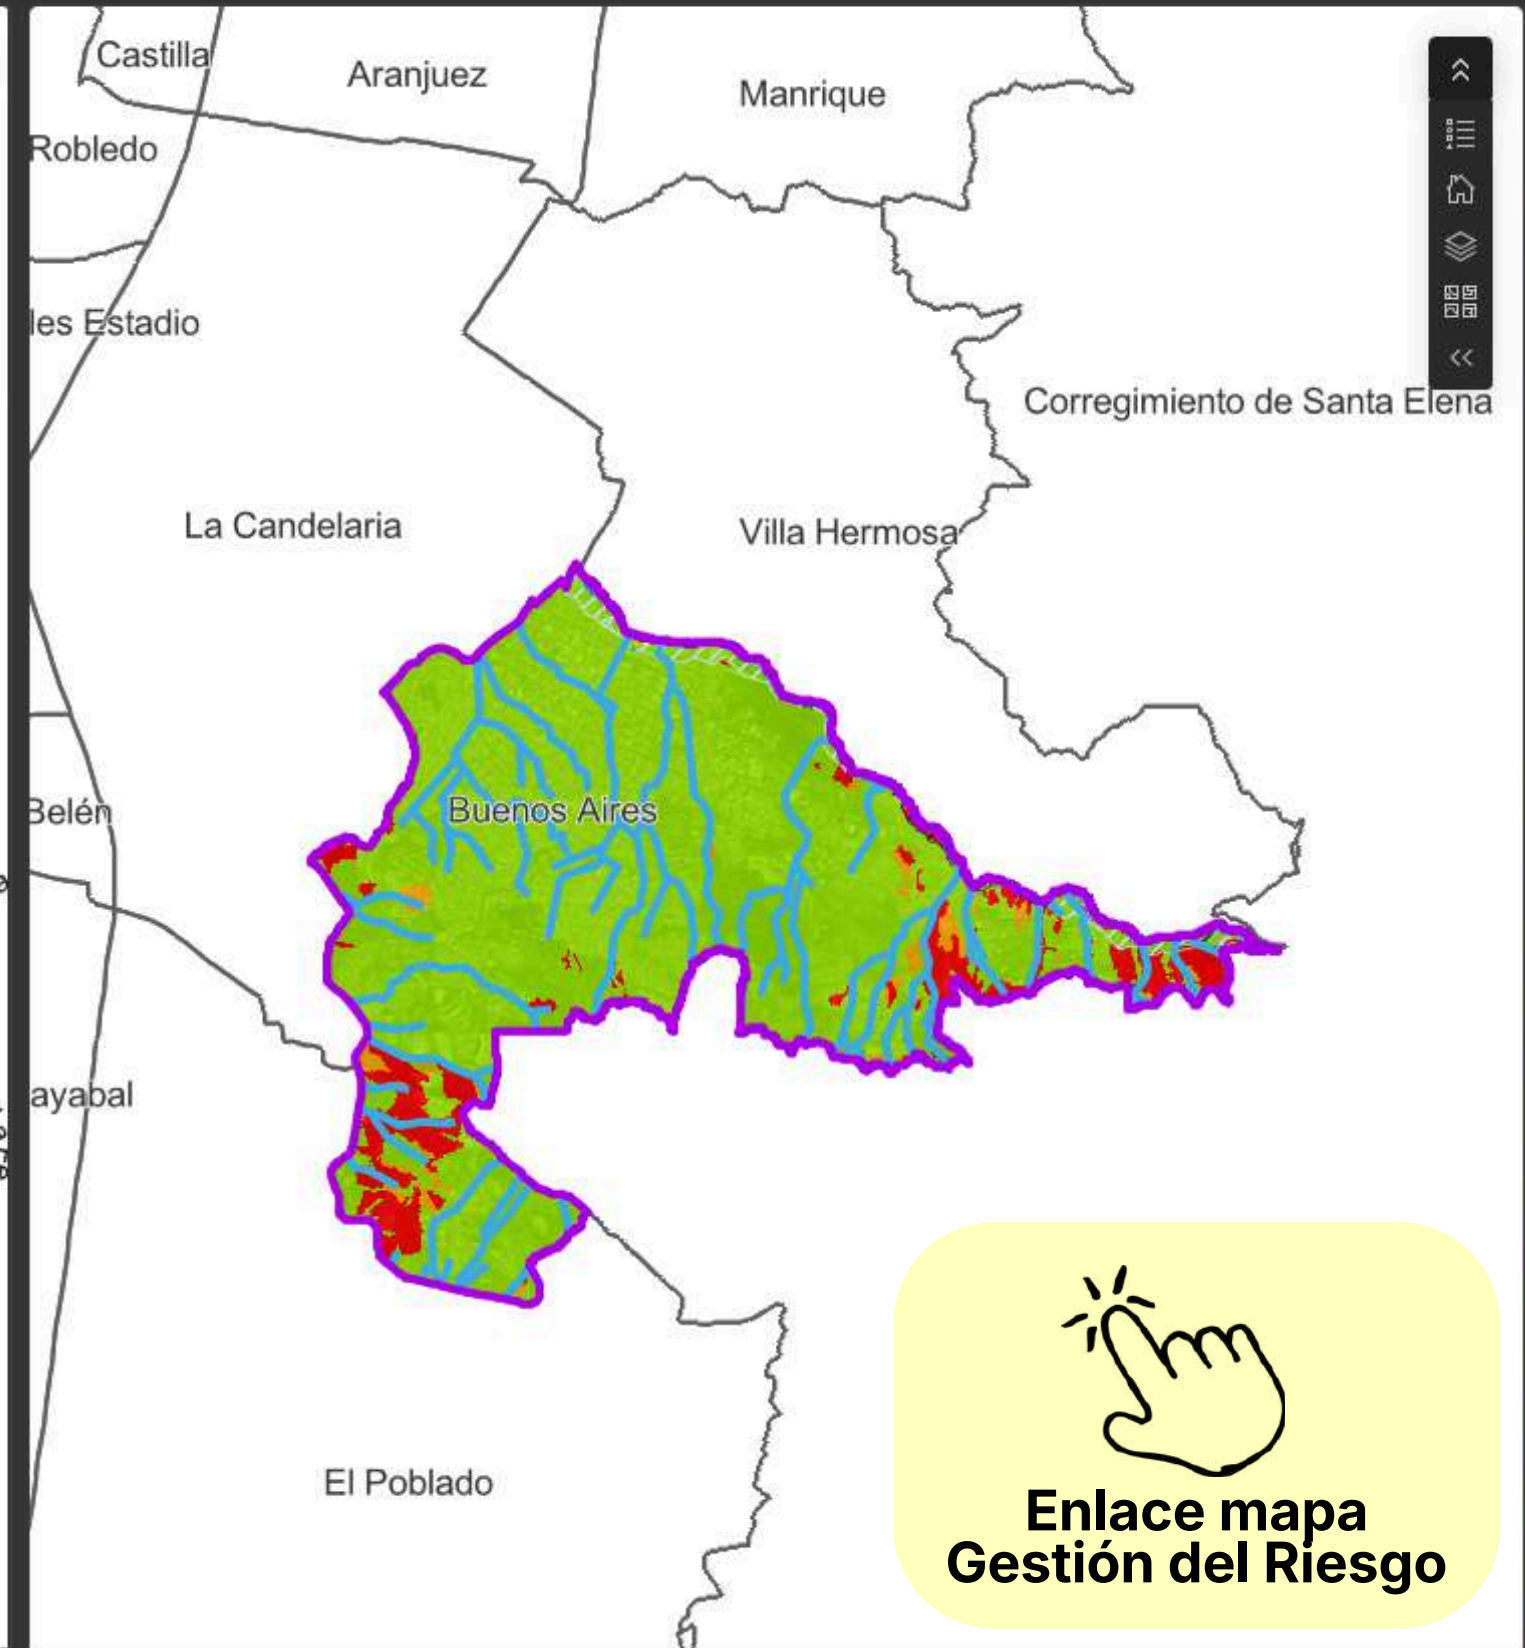 Castilla
Aranjuez
Manrique
Robledo
les Estadio
Corregimiento de Santa Elena
La Candelaria
Villa Hermosa
Buenos Aires
Belén
ayabal
El Poblado
Enlace mapa
Gestión del Riesgo